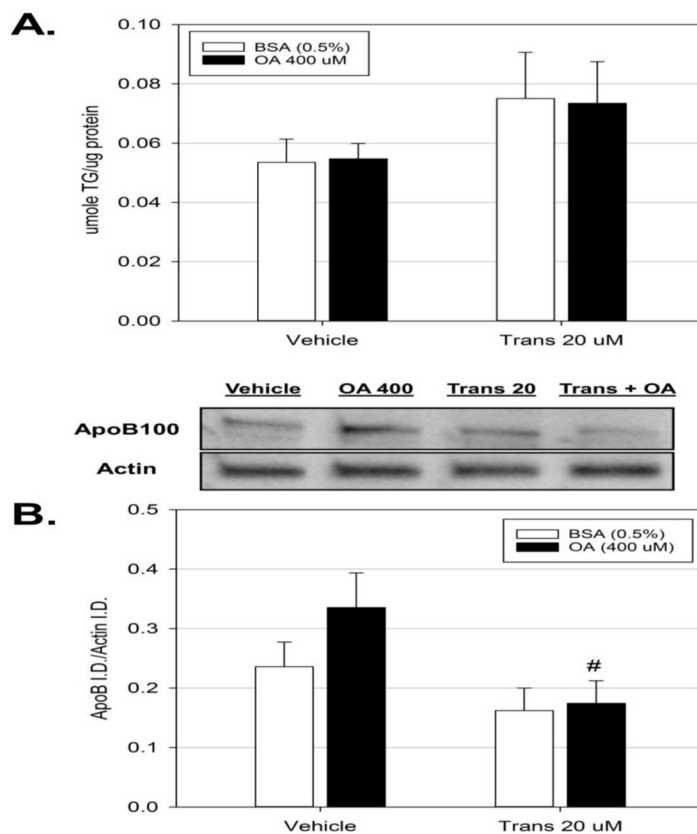 A.
0.10
0.08
0.06
0.04
0.02
0.00
umole TG/ug protein
BSA (0.5%)
OA 400 uM
Vehicle
Trans 20 uM
Vehicle
OA 400
Trans 20
Trans + OA
ApoB100
Actin
B.
0.5
0.4
0.3
0.2
0.1
0.0
ApoB I.D./Actin I.D.
BSA (0.5%)
OA (400 uM)
#
Vehicle
Trans 20 uM